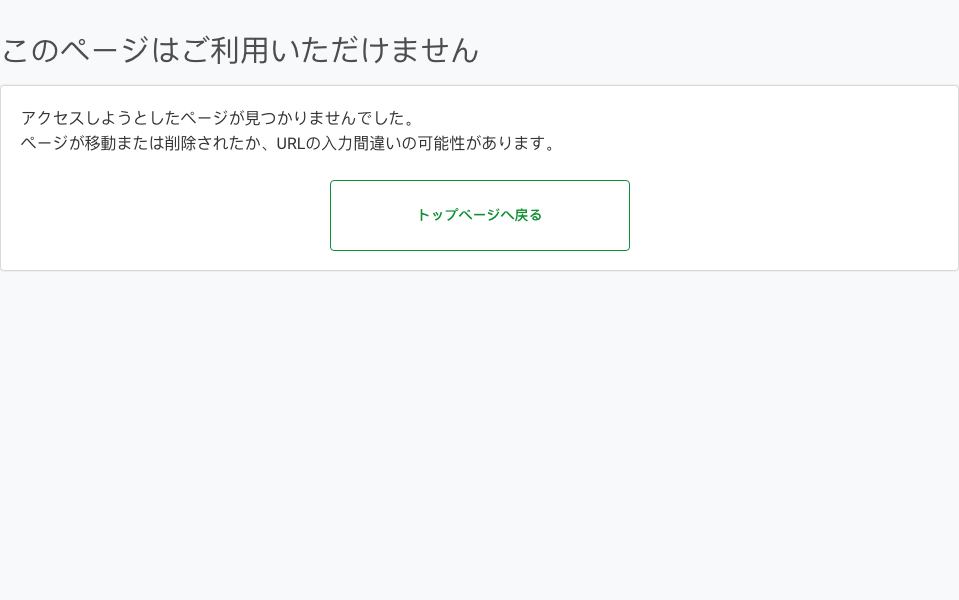 このページはご利用いただけません
アクセスしようとしたページが見つかりませんでした。
ページが移動または削除されたか、URLの入力間違いの可能性があります。
トップページへ戻る